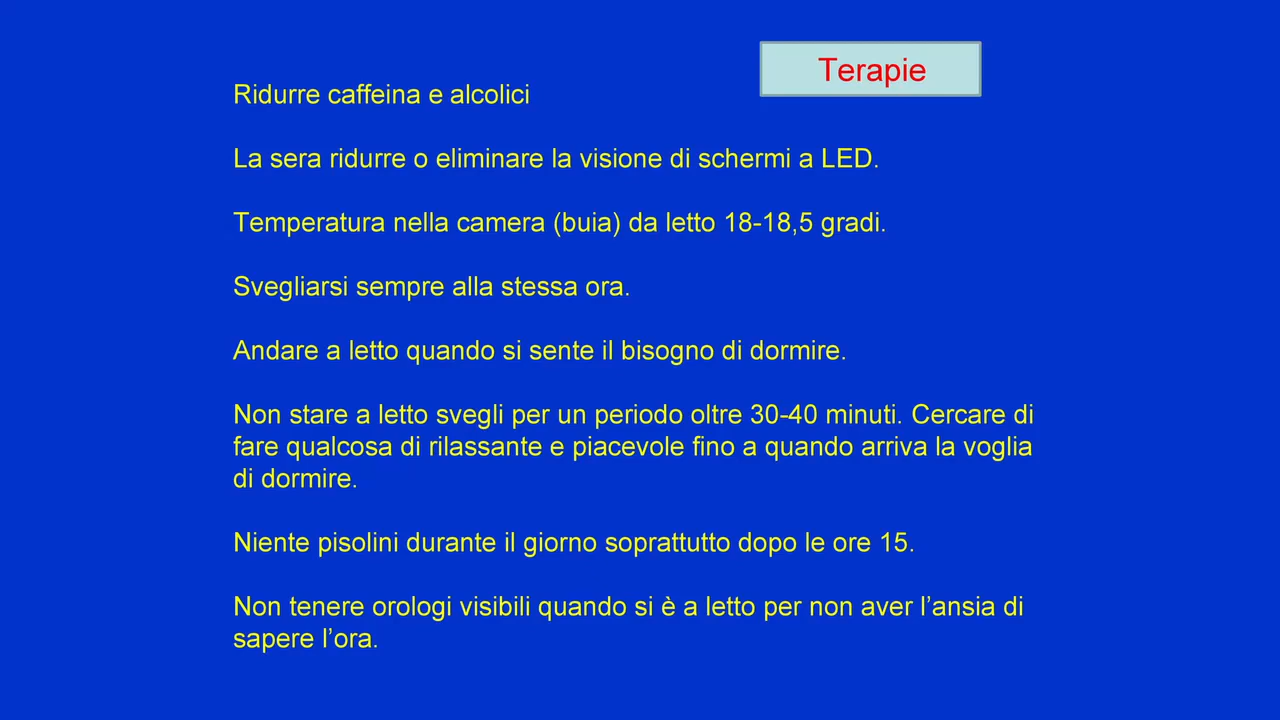 Terapie
Ridurre caffeina e alcolici
La sera ridurre o eliminare la visione di schermi a LED.
Temperatura nella camera (buia) da letto 18-18,5 gradi.
Svegliarsi sempre alla stessa ora.
Andare a letto quando si sente il bisogno di dormire.
Non stare a letto svegli per un periodo oltre 30-40 minuti. Cercare di
fare qualcosa di rilassante e piacevole fino a quando arriva la voglia
di dormire.
Niente pisolini durante il giorno soprattutto dopo le ore 15.
Non tenere orologi visibili quando si è a letto per non aver l’ansia di
sapere l’ora.